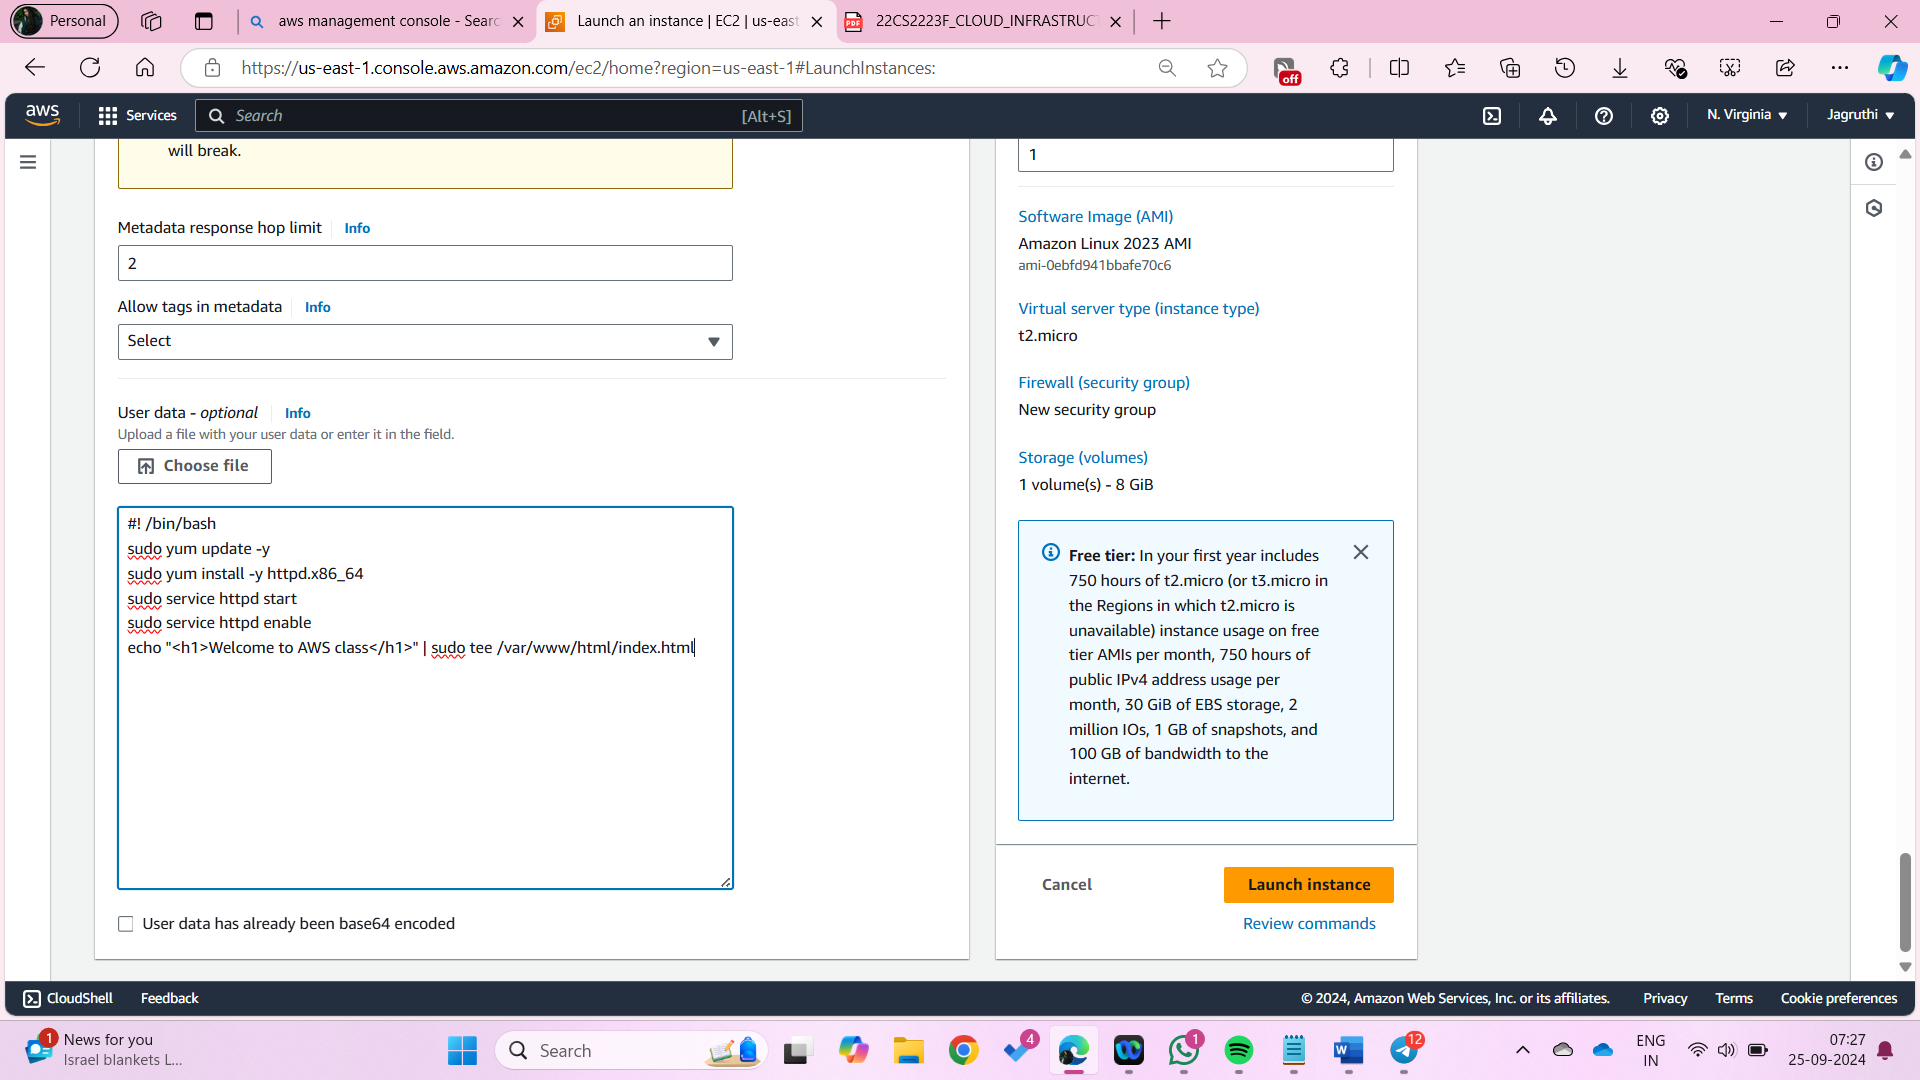 Personal
aws management console - Searc
Launch an instance | EC2 | us-east
22CS2223F_CLOUD_INFRASTRUCT
https://us-east-1.console.aws.amazon.com/ec2/home?region=us-east-1#LaunchInstances:
off
aws
Services
Search
[Alt+S]
N. Virginia
Jagruthi
will break.
Metadata response hop limit
Info
2
Allow tags in metadata
Info
Select
User data - optional
Info
Upload a file with your user data or enter it in the field.
Choose file
#! /bin/bash
sudo yum update -y
sudo yum install -y httpd.x86_64
sudo service httpd start
sudo service httpd enable
echo "<h1>Welcome to AWS class</h1>" | sudo tee /var/www/html/index.html
User data has already been base64 encoded
1
Software Image (AMI)
Amazon Linux 2023 AMI
ami-0ebfd941bbafe70c6
Virtual server type (instance type)
t2.micro
Firewall (security group)
New security group
Storage (volumes)
1 volume(s) - 8 GiB
Free tier: In your first year includes
750 hours of t2.micro (or t3.micro in
the Regions in which t2.micro is
unavailable) instance usage on free
tier AMIs per month, 750 hours of
public IPv4 address usage per
month, 30 GiB of EBS storage, 2
million IOs, 1 GB of snapshots, and
100 GB of bandwidth to the
internet.
Cancel
Launch instance
Review commands
CloudShell
Feedback
© 2024, Amazon Web Services, Inc. or its affiliates.
Privacy
Terms
Cookie preferences
1
News for you
Israel blankets L...
Search
4
1
12
ENG
IN
07:27
25-09-2024